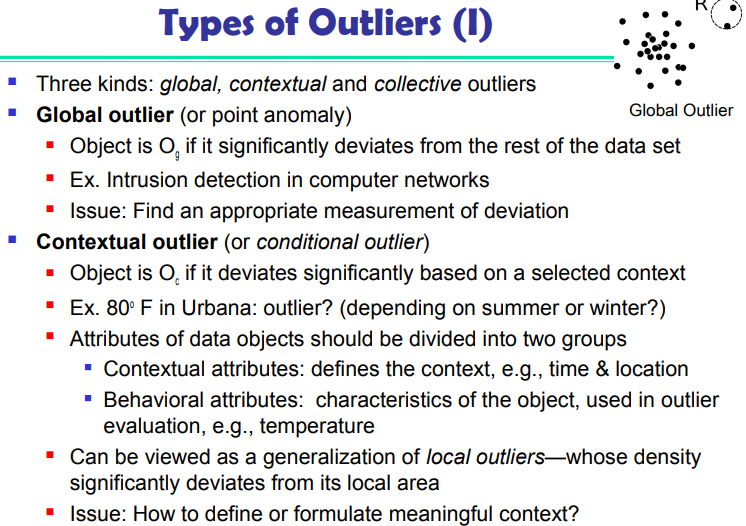 Types of Outliers (I)
R
Global Outlier
Three kinds: global, contextual and collective outliers
Global outlier (or point anomaly)
Object is Og if it significantly deviates from the rest of the data set
Ex. Intrusion detection in computer networks
Issue: Find an appropriate measurement of deviation
Contextual outlier (or conditional outlier)
Object is Oc if it deviates significantly based on a selected context
Ex. 80o F in Urbana: outlier? (depending on summer or winter?)
Attributes of data objects should be divided into two groups
Contextual attributes: defines the context, e.g., time & location
Behavioral attributes: characteristics of the object, used in outlier
evaluation, e.g., temperature
Can be viewed as a generalization of local outliers—whose density
significantly deviates from its local area
Issue: How to define or formulate meaningful context?